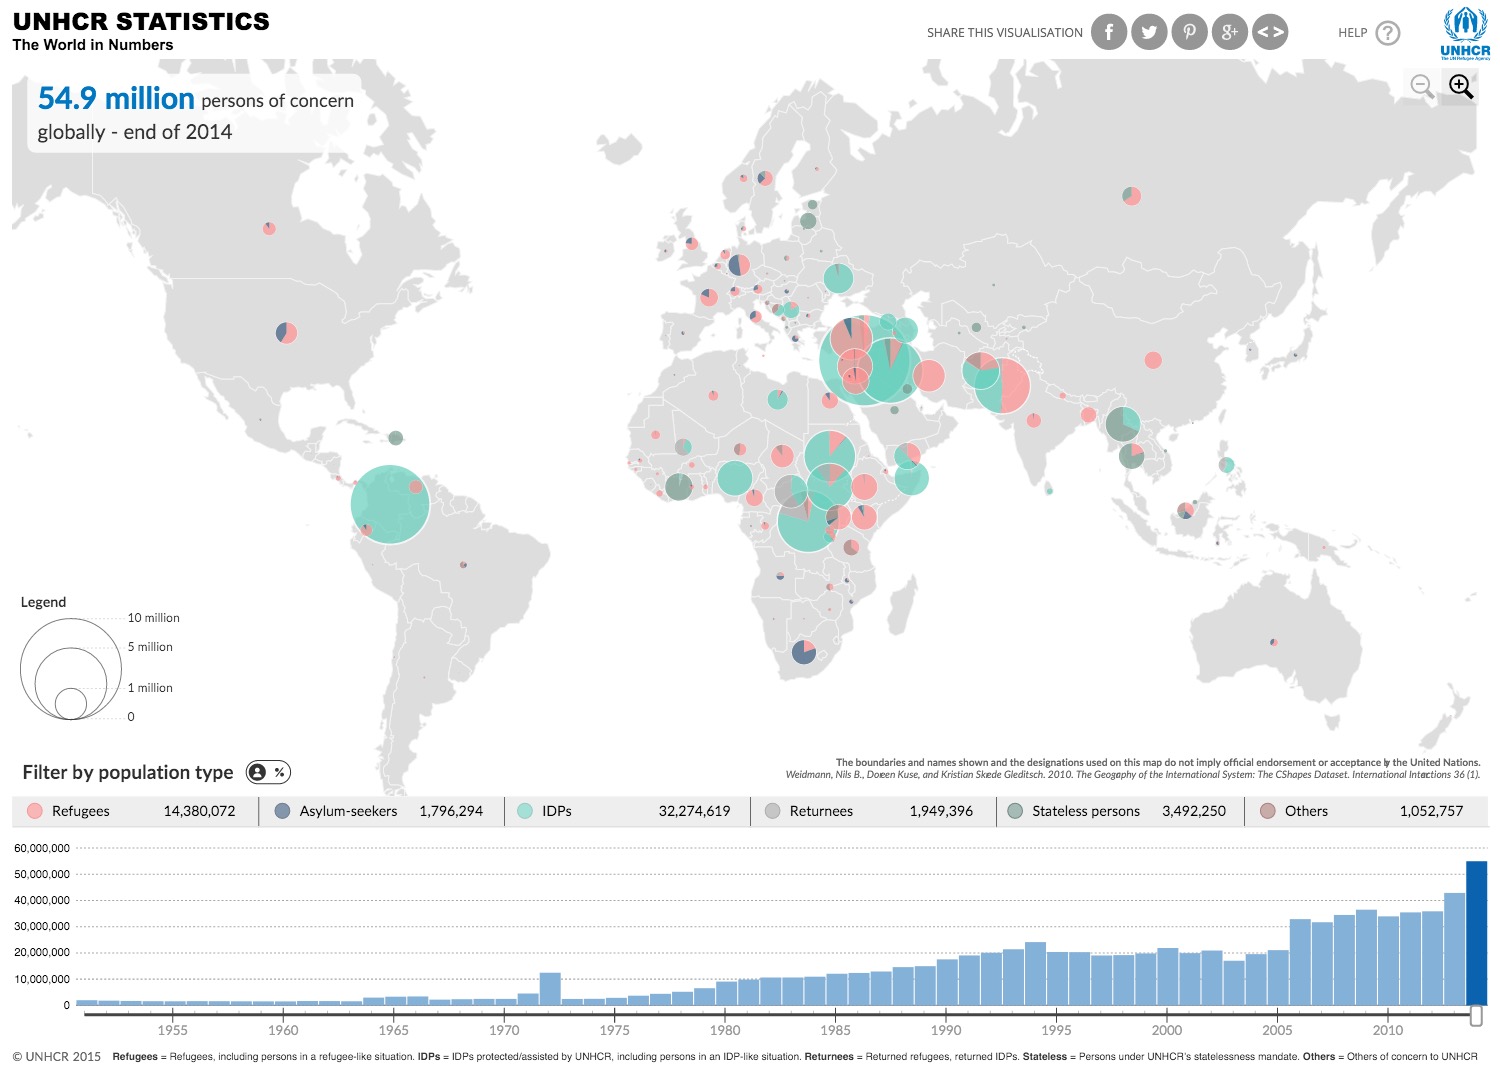 UNHCR STATISTICS
The World in Numbers
SHARE THIS VISUALISATION
f
g+
< >
HELP ?
UNHCR
The UN Refugee Agency
54.9 million persons of concern
globally - end of 2014
Legend
10 million
5 million
1 million
0
Filter by population type
%
The boundaries and names shown and the designations used on this map do not imply official endorsement or acceptance by the United Nations.
Weidmann, Nils B., Doreen Kuse, and Kristian Skrede Gleditsch. 2010. The Geography of the International System: The CShapes Dataset. International Interactions 36 (1).
Refugees 14,380,072 Asylum-seekers 1,796,294 IDPs 32,274,619 Returnees 1,949,396 Stateless persons 3,492,250 Others 1,052,757
60,000,000
50,000,000
40,000,000
30,000,000
20,000,000
10,000,000
0
1955 1960 1965 1970 1975 1980 1985 1990 1995 2000 2005 2010
© UNHCR 2015 Refugees = Refugees, including persons in a refugee-like situation. IDPs = IDPs protected/assisted by UNHCR, including persons in an IDP-like situation. Returnees = Returned refugees, returned IDPs. Stateless = Persons under UNHCR's statelessness mandate. Others = Others of concern to UNHCR